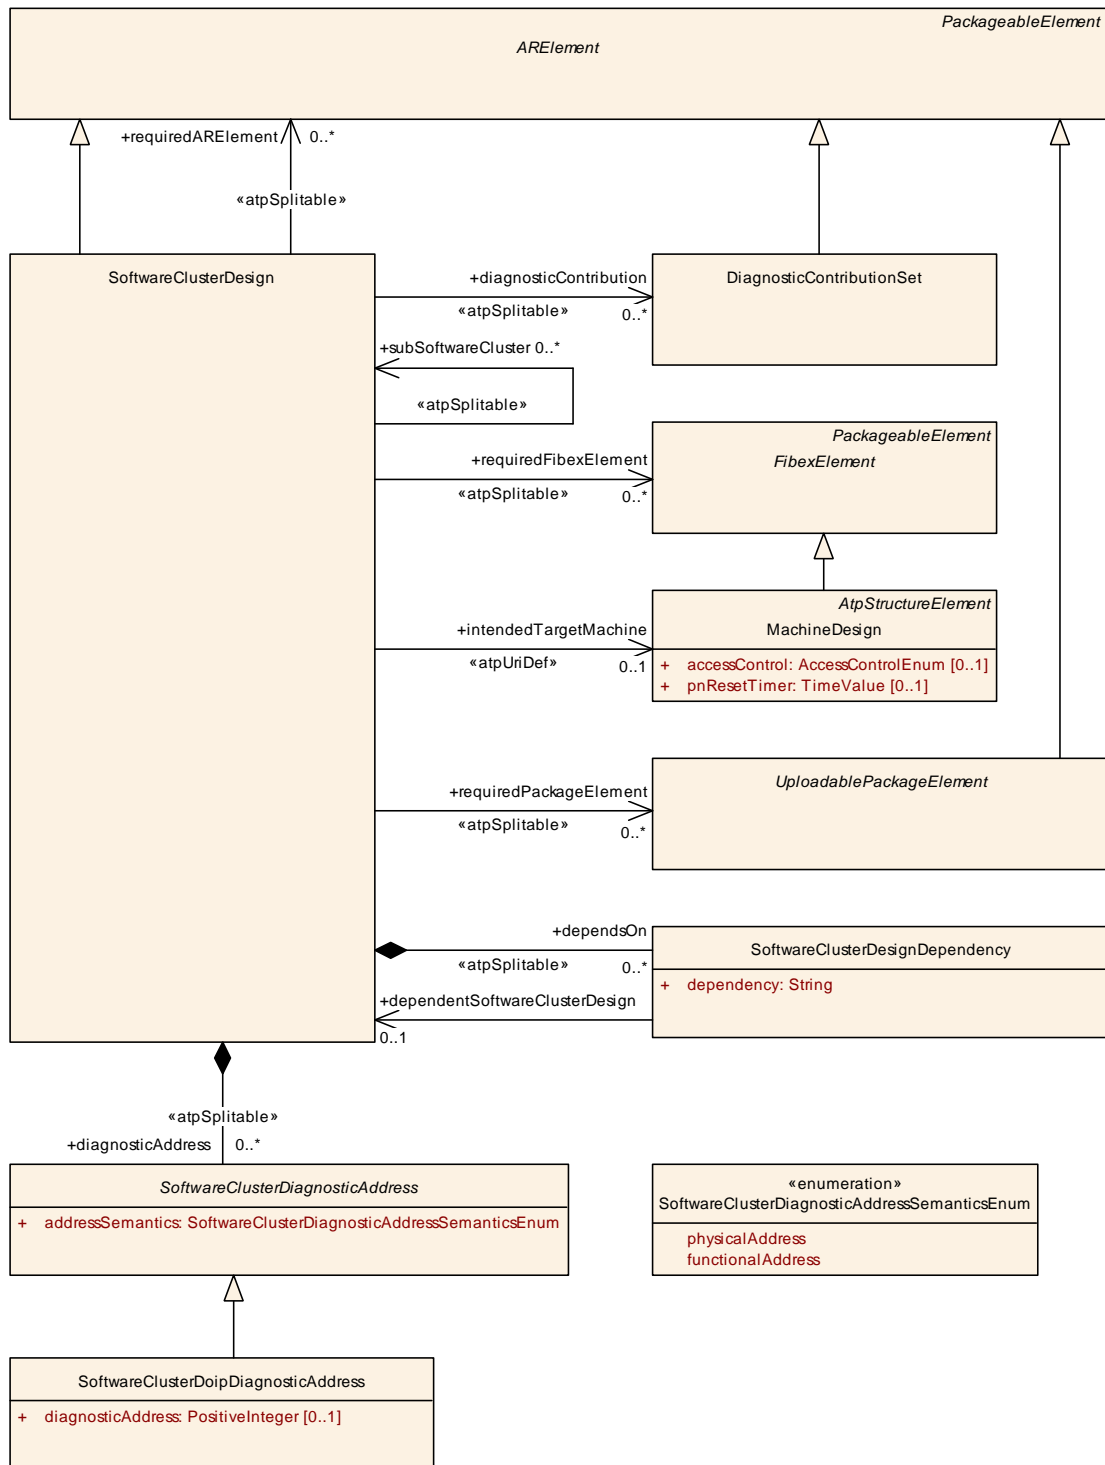 PackageableElement
ARElement
+requiredARElement 0..*
«atpSplitable»
SoftwareClusterDesign
+diagnosticContribution
«atpSplitable»
0..*
DiagnosticContributionSet
+subSoftwareCluster 0..*
«atpSplitable»
PackageableElement
FibexElement
+requiredFibexElement
«atpSplitable»
0..*
AtpStructureElement
MachineDesign
+ accessControl: AccessControlEnum [0..1]
+ pnResetTimer: TimeValue [0..1]
+intendedTargetMachine
«atpUriDef»
0..1
UploadablePackageElement
+requiredPackageElement
«atpSplitable»
0..*
+dependsOn
«atpSplitable»
0..*
SoftwareClusterDesignDependency
+ dependency: String
+dependentSoftwareClusterDesign
0..1
«atpSplitable»
+diagnosticAddress 0..*
SoftwareClusterDiagnosticAddress
+ addressSemantics: SoftwareClusterDiagnosticAddressSemanticsEnum
«enumeration»
SoftwareClusterDiagnosticAddressSemanticsEnum
physicalAddress
functionalAddress
SoftwareClusterDoipDiagnosticAddress
+ diagnosticAddress: PositiveInteger [0..1]